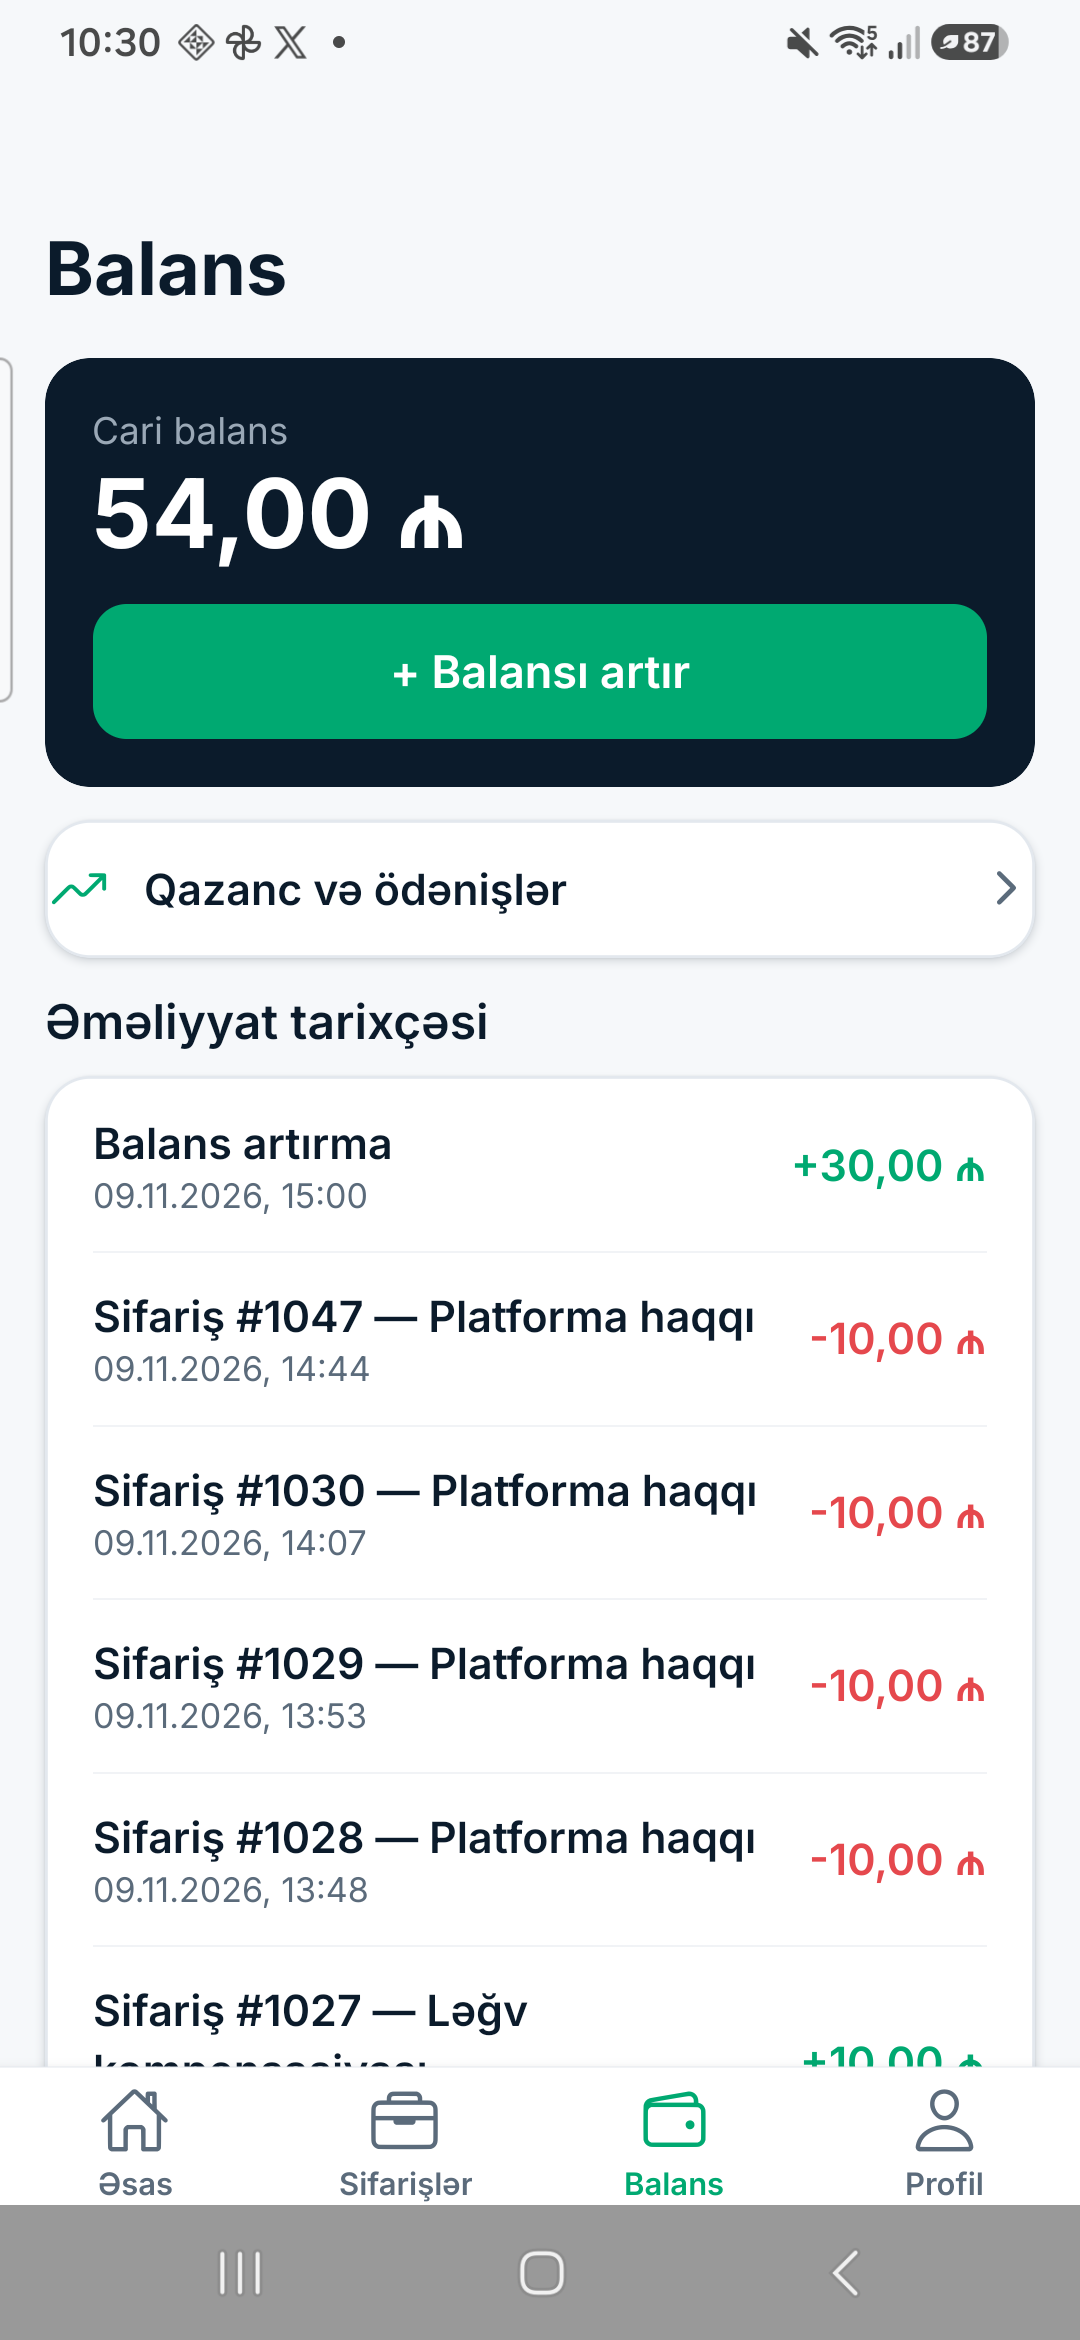 10:30
5
87
Balans
Cari balans
54,00 ₼
+ Balansı artır
Qazanc və ödənişlər
Əməliyyat tarixçəsi
Balans artırma
+30,00 ₼
09.11.2026, 15:00
Sifariş #1047 — Platforma haqqı
-10,00 ₼
09.11.2026, 14:44
Sifariş #1030 — Platforma haqqı
-10,00 ₼
09.11.2026, 14:07
Sifariş #1029 — Platforma haqqı
-10,00 ₼
09.11.2026, 13:53
Sifariş #1028 — Platforma haqqı
-10,00 ₼
09.11.2026, 13:48
Sifariş #1027 — Ləğv
+10,00 ₼
Əsas
Sifarişlər
Balans
Profil